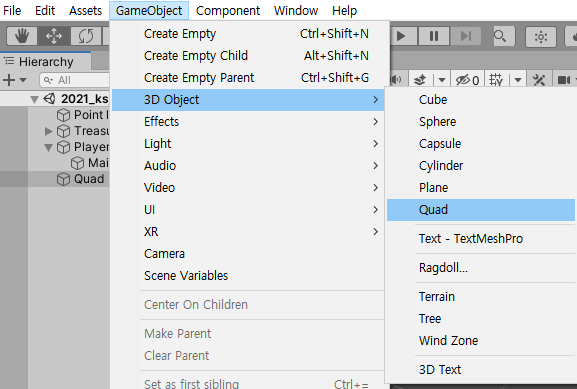 File Edit Assets GameObject Component Window Help
Hierarchy
All
2021_ks
Point l
Treasu
Player
Mai
Quad
Create Empty Ctrl+Shift+N
Create Empty Child Alt+Shift+N
Create Empty Parent Ctrl+Shift+G
3D Object
Effects
Light
Audio
Video
UI
XR
Camera
Scene Variables
Center On Children
Make Parent
Clear Parent
Set as first sibling Ctrl+=
Cube
Sphere
Capsule
Cylinder
Plane
Quad
Text - TextMeshPro
Ragdoll...
Terrain
Tree
Wind Zone
3D Text
0